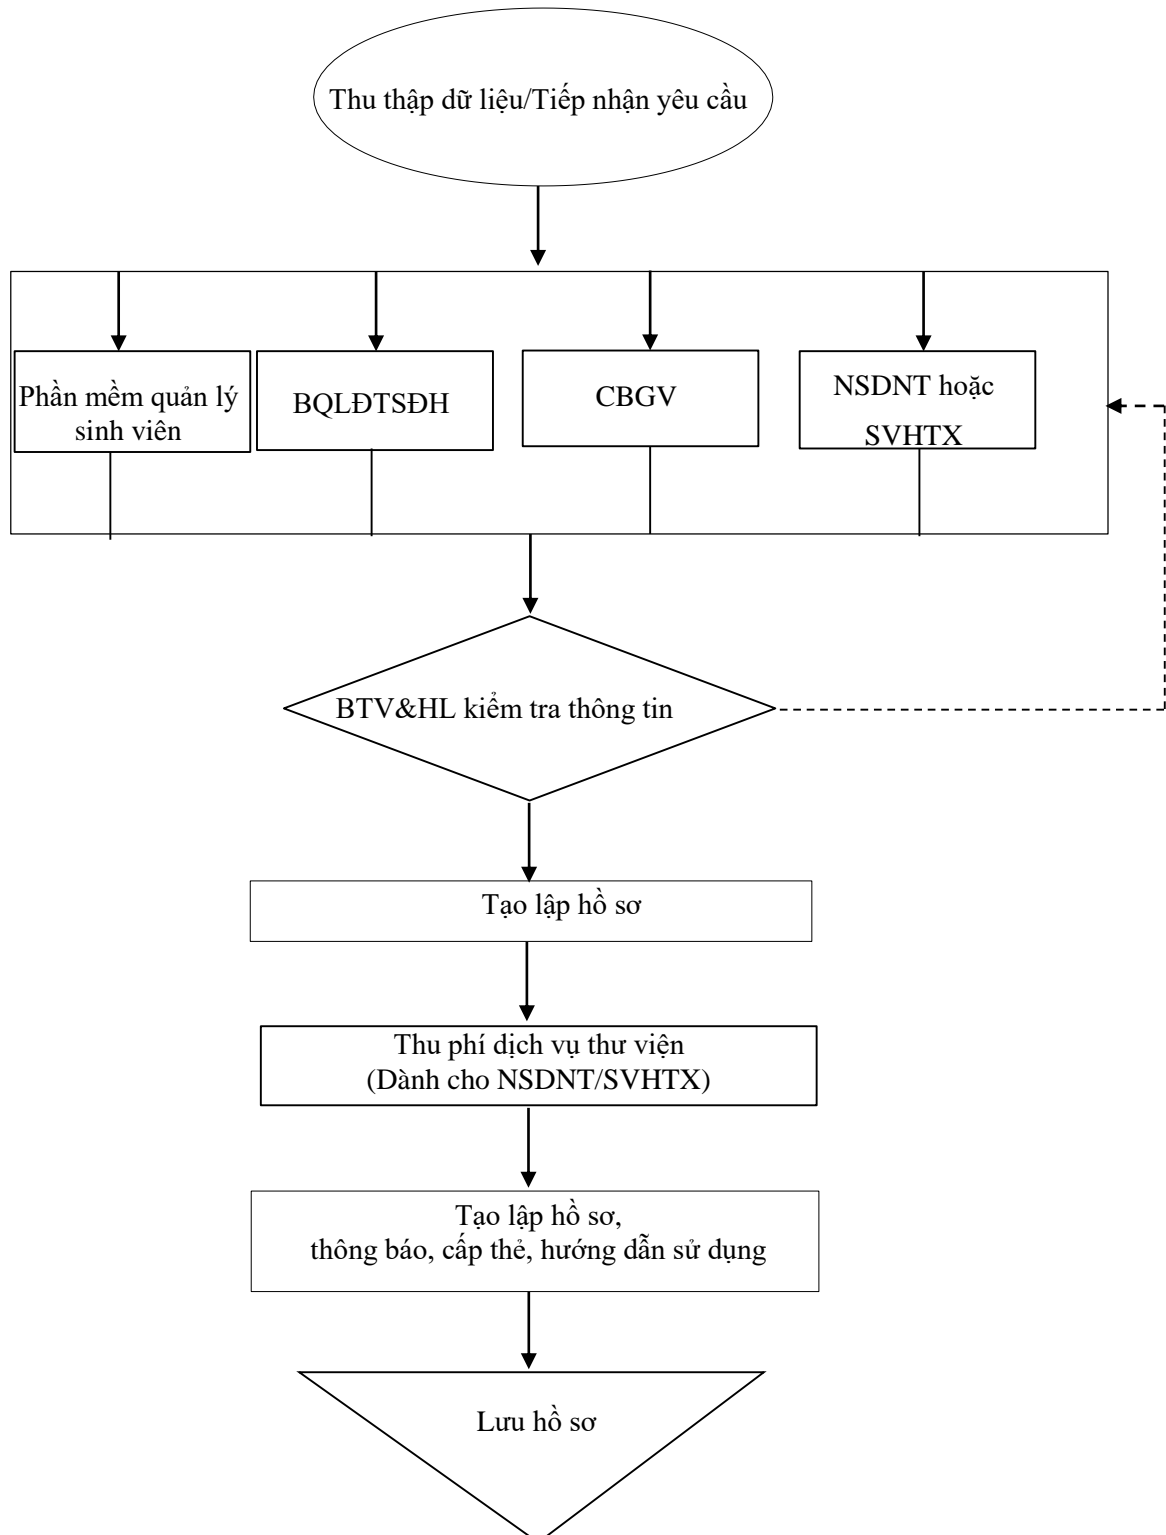 Thu thập dữ liệu/Tiếp nhận yêu cầu
Phần mềm quản lý
sinh viên
BQLĐTSĐH
CBGV
NSDNT hoặc
SVHTX
BTV&HL kiểm tra thông tin
Tạo lập hồ sơ
Thu phí dịch vụ thư viện
(Dành cho NSDNT/SVHTX)
Tạo lập hồ sơ,
thông báo, cấp thẻ, hướng dẫn sử dụng
Lưu hồ sơ